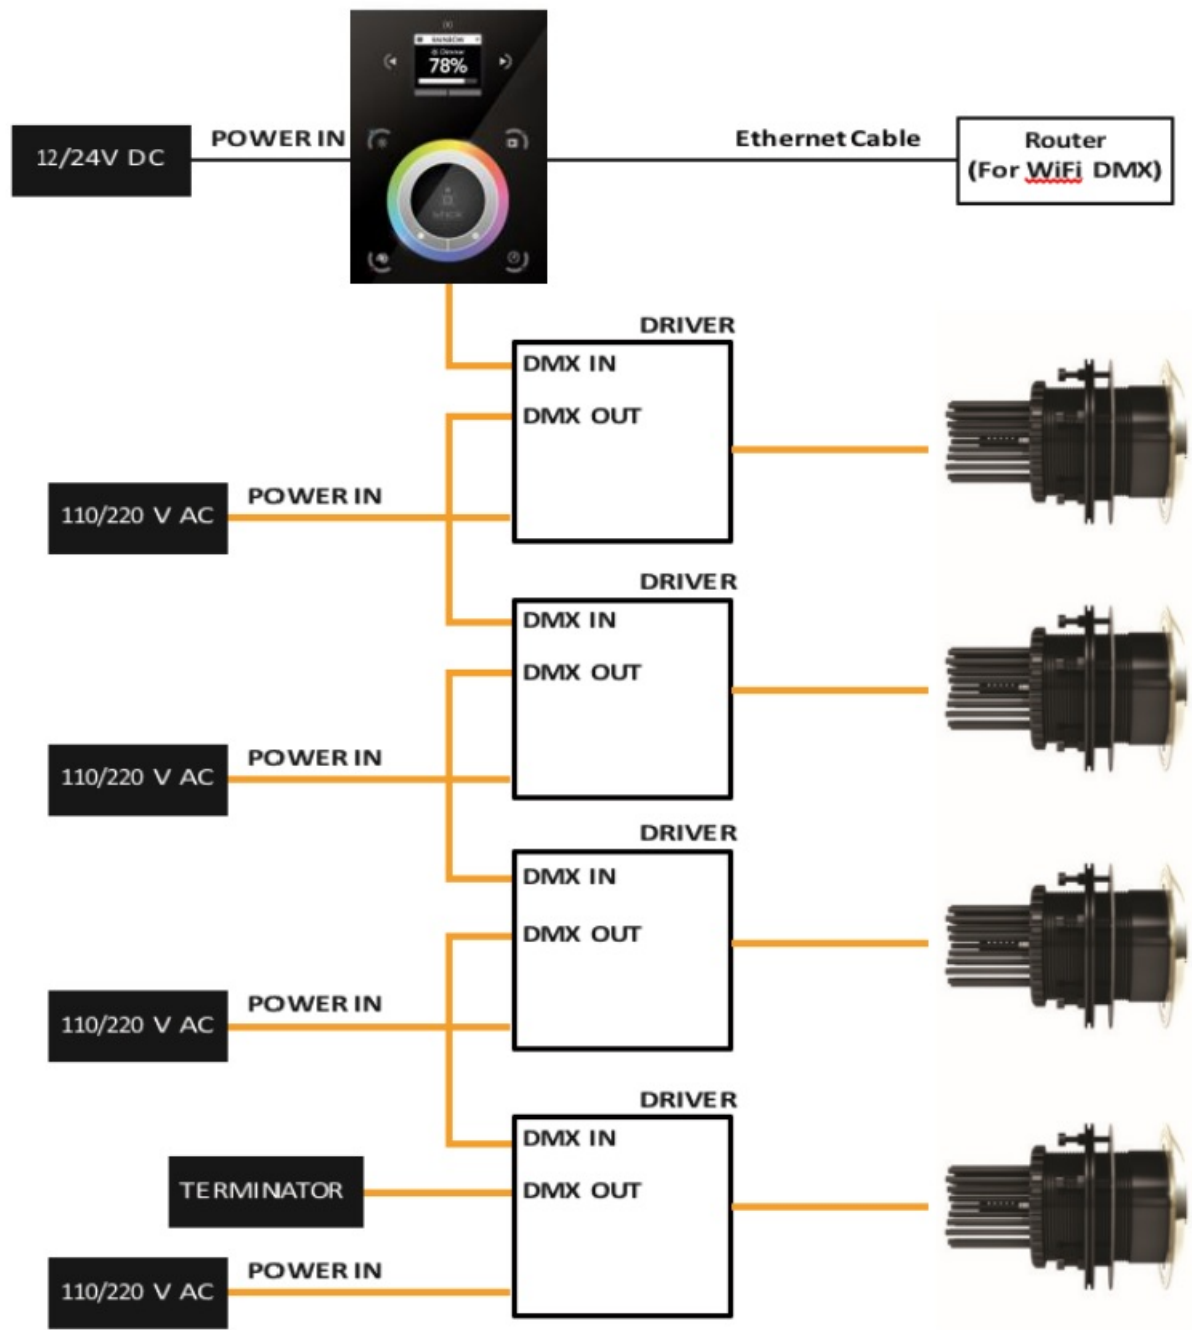 RAINBOW
Dimmer
78%
12/24V DC
POWER IN
Ethernet Cable
Router
(For WiFi DMX)
DRIVER
DMX IN
DMX OUT
110/220 V AC
POWER IN
DRIVER
DMX IN
DMX OUT
110/220 V AC
POWER IN
DRIVER
DMX IN
DMX OUT
110/220 V AC
POWER IN
DRIVER
DMX IN
TERMINATOR
DMX OUT
110/220 V AC
POWER IN